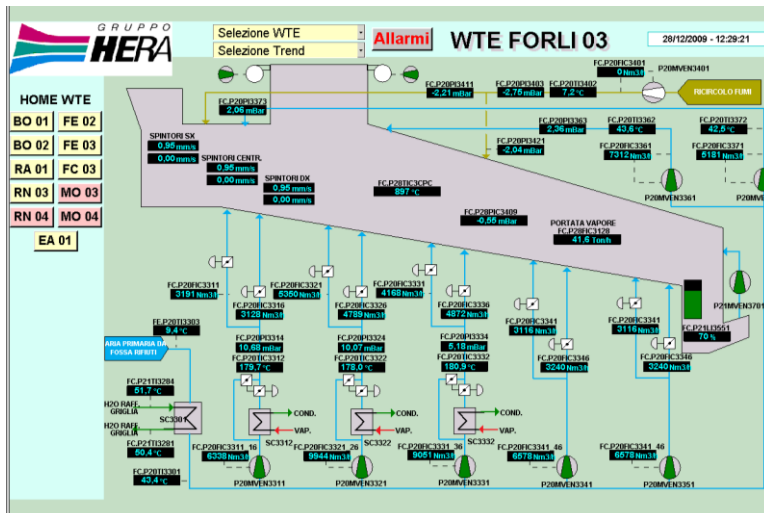 GRUPPO
HERA
Selezione WTE
Selezione Trend
Allarmi
WTE FORLI 03
28/12/2009 - 12:29:21
HOME WTE
BO 01 FE 02
BO 02 FE 03
RA 01 FC 03
RN 03 MO 03
RN 04 MO 04
EA 01
FC.P20FIC3401
0 Nm3/l
P20MVEN3401
RICIRCOLO FUMI
FC.P20PI3411
-2,21 mBar
FC.P20PI3403
-2,75 mBar
FC.P20TI3402
7,2 °C
FC.P20PI3373
2,06 mBar
FC.P20PI3363
2,36 mBar
FC.P20TI3362
43,6 °C
FC.P20TI3372
42,5 °C
FC.P20PI3421
-2,04 mBar
FC.P20FIC3361
7312 Nm3/l
FC.P20FIC3371
5181 Nm3/l
P20MVEN3361
SPINTORI SX
0,95 mm/s
0,00 mm/s
SPINTORI CENTR.
0,95 mm/s
0,00 mm/s
SPINTORI DX
0,95 mm/s
0,00 mm/s
FC.P28TIC3CPC
897 °C
FC.P28PIC3409
-0,55 mBar
PORTATA VAPORE
FC.P28FIC3128
41,6 Ton/h
P21MVEN3701
FC.P21LI3551
70 %
FC.P20FIC3311
3191 Nm3/l
FC.P20FIC3316
3128 Nm3/l
FC.P20FIC3321
5350 Nm3/l
FC.P20FIC3326
4789 Nm3/l
FC.P20FIC3331
4168 Nm3/l
FC.P20FIC3336
4872 Nm3/l
FC.P20FIC3341
3116 Nm3/l
FC.P20FIC3346
3240 Nm3/l
FC.P20FIC3341
3116 Nm3/l
FC.P20FIC3346
3240 Nm3/l
FC.P20TI3303
9,4 °C
ARIA PRIMARIA DA
FOSSA RIFIUTI
FC.P20PI3314
10,68 mBar
FC.P20TIC3312
179,7 °C
FC.P20PI3324
10,07 mBar
FC.P20TIC3322
178,0 °C
FC.P20PI3334
5,18 mBar
FC.P20TIC3332
180,9 °C
FC.P21TI3284
51,7 °C
H2O RAFF.
GRIGLIA
SC3301
H2O RAFF.
GRIGLIA
FC.P21TI3281
50,4 °C
FC.P20TI3301
43,4 °C
COND.
VAP.
SC3312
COND.
VAP.
SC3322
COND.
VAP.
SC3332
FC.P20FIC3311_16
6338 Nm3/l
P20MVEN3311
FC.P20FIC3321_26
9944 Nm3/l
P20MVEN3321
FC.P20FIC3331_36
9051 Nm3/l
P20MVEN3331
FC.P20FIC3341_46
6578 Nm3/l
P20MVEN3341
FC.P20FIC3341_46
6578 Nm3/l
P20MVEN3351